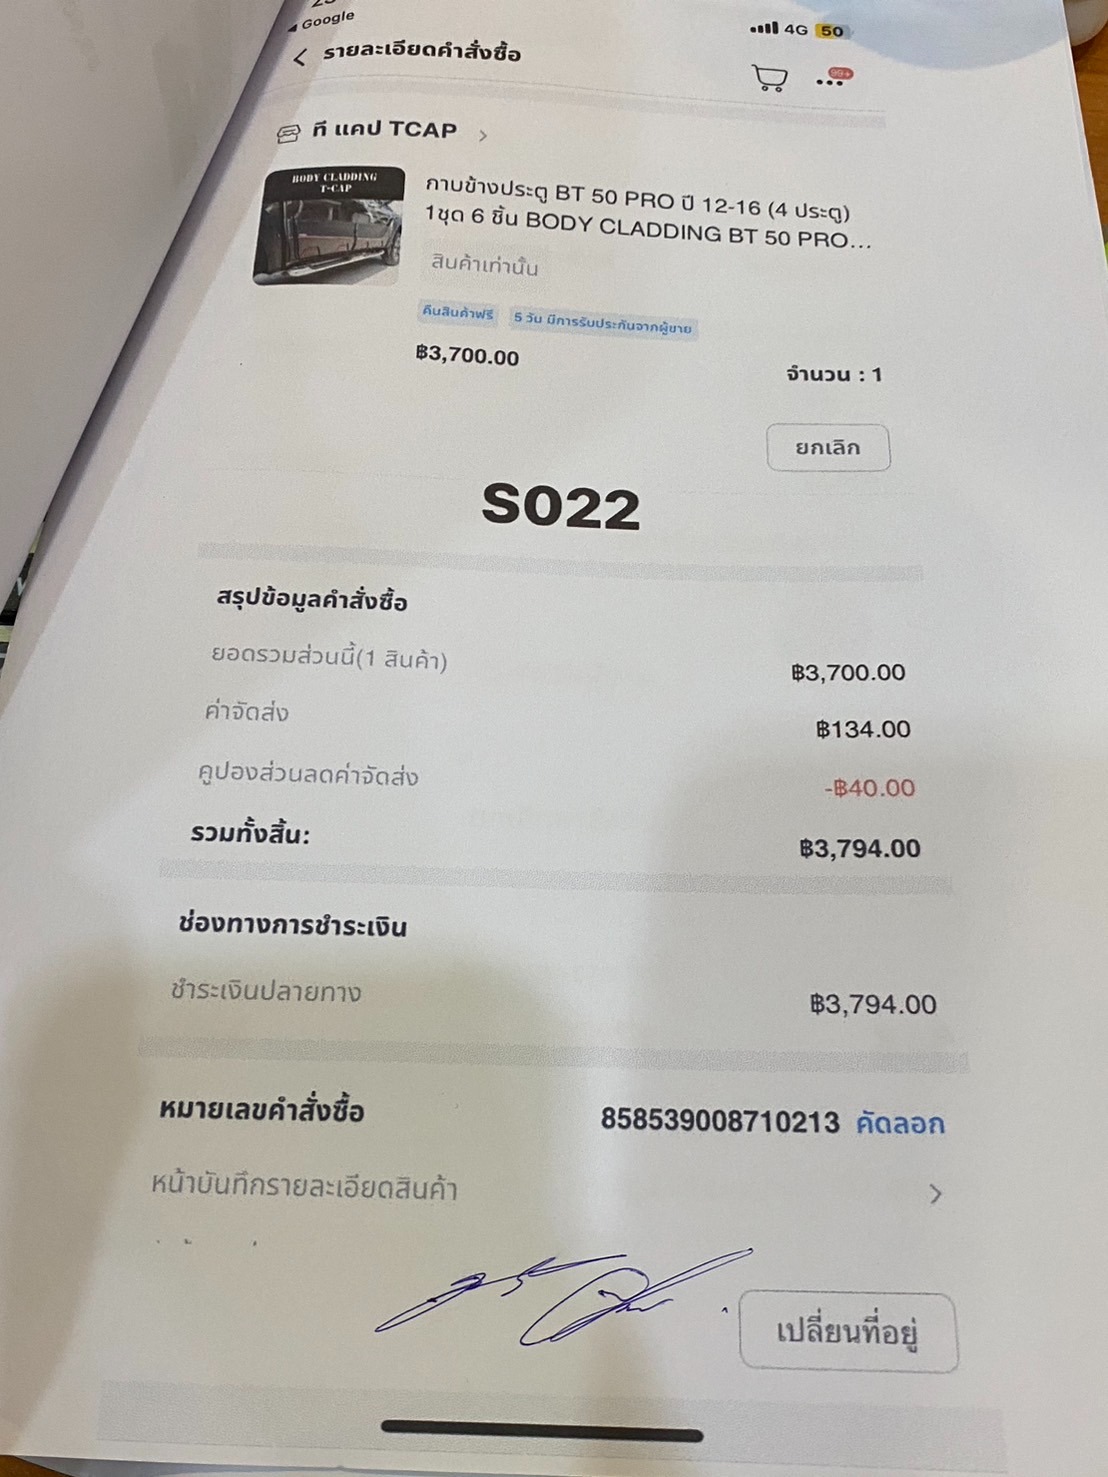 Google
4G 50
รายละเอียดคำสั่งซื้อ
99+
ที แคป TCAP
BODY CLADDING
T-CAP
กาบข้างประตู BT 50 PRO ปี 12-16 (4 ประตู)
1ชุด 6 ชิ้น BODY CLADDING BT 50 PRO...
สินค้าเท่านั้น
คืนสินค้าฟรี 5 วัน มีการรับประกันจากผู้ขาย
฿3,700.00
จำนวน : 1
ยกเลิก
S022
สรุปข้อมูลคำสั่งซื้อ
ยอดรวมส่วนนี้(1 สินค้า) ฿3,700.00
ค่าจัดส่ง ฿134.00
คูปองส่วนลดค่าจัดส่ง -฿40.00
รวมทั้งสิ้น: ฿3,794.00
ช่องทางการชำระเงิน
ชำระเงินปลายทาง ฿3,794.00
หมายเลขคำสั่งซื้อ 858539008710213 คัดลอก
หน้าบันทึกรายละเอียดสินค้า
เปลี่ยนที่อยู่